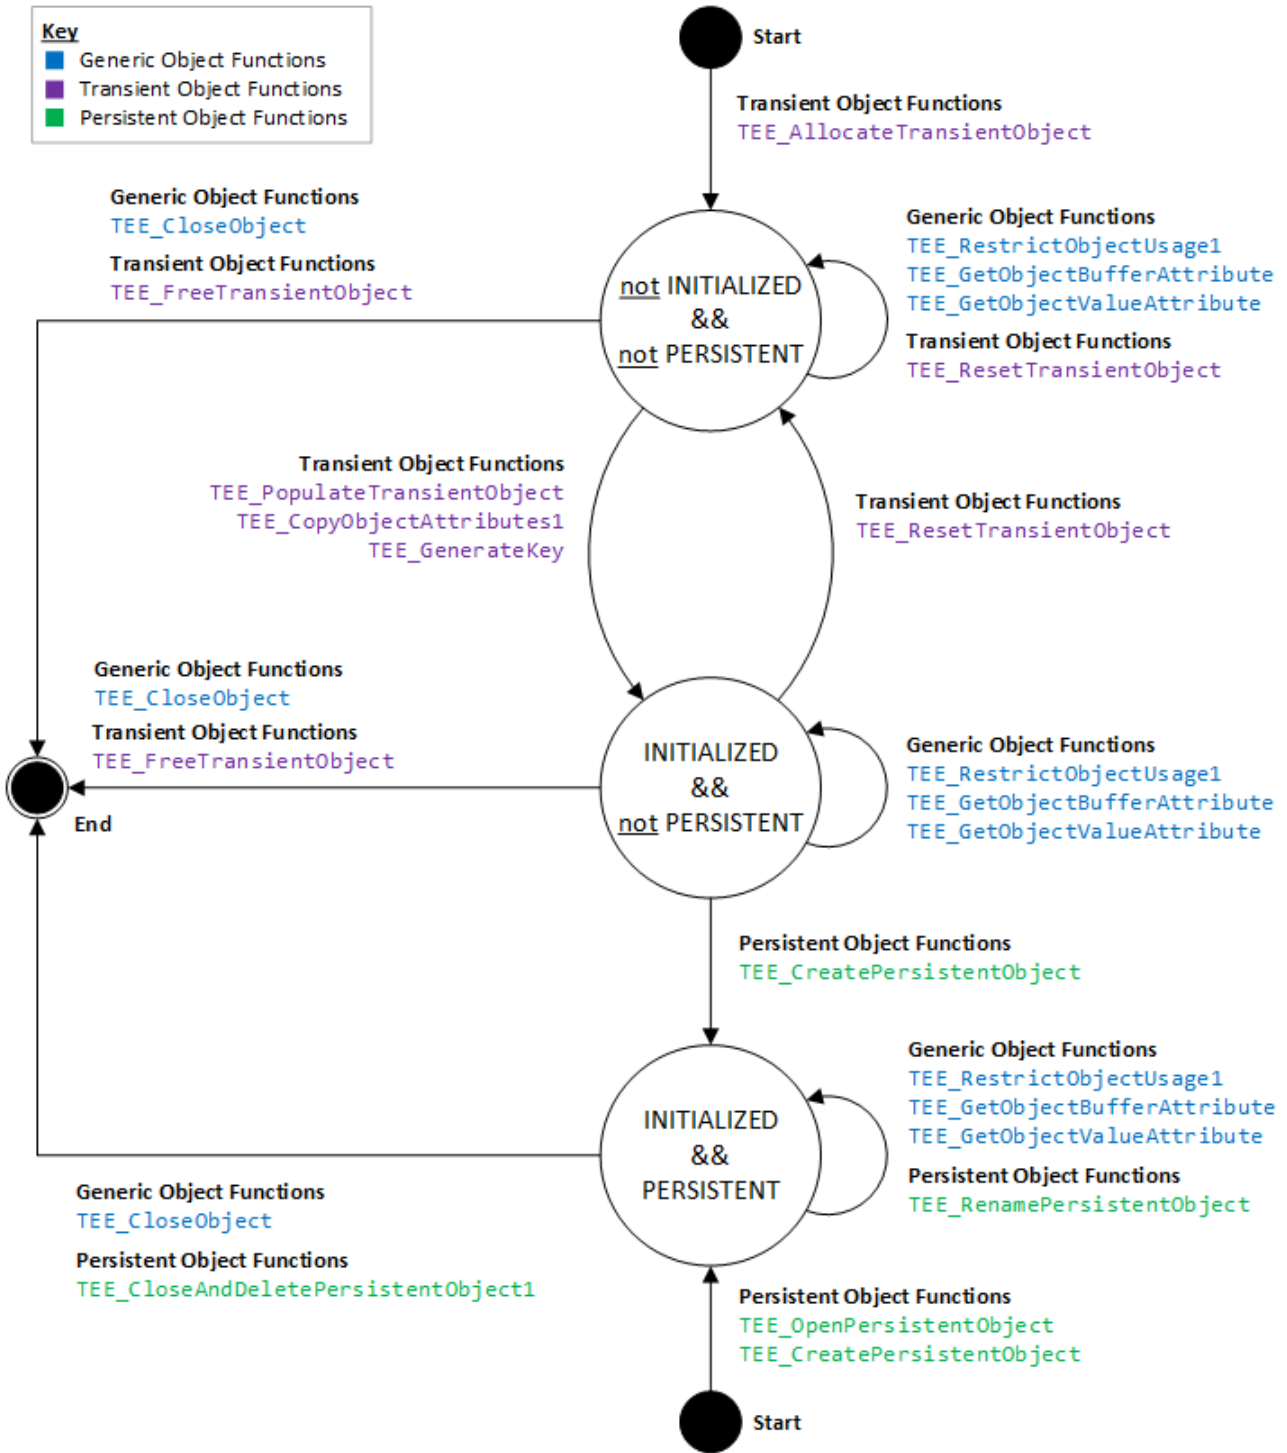 Key
Generic Object Functions
Transient Object Functions
Persistent Object Functions
Start
Transient Object Functions
TEE_AllocateTransientObject
Generic Object Functions
TEE_CloseObject
Transient Object Functions
TEE_FreeTransientObject
not INITIALIZED
&&
not PERSISTENT
Generic Object Functions
TEE_RestrictObjectUsage1
TEE_GetObjectBufferAttribute
TEE_GetObjectValueAttribute
Transient Object Functions
TEE_ResetTransientObject
Transient Object Functions
TEE_PopulateTransientObject
TEE_CopyObjectAttributes1
TEE_GenerateKey
Transient Object Functions
TEE_ResetTransientObject
Generic Object Functions
TEE_CloseObject
Transient Object Functions
TEE_FreeTransientObject
End
INITIALIZED
&&
not PERSISTENT
Generic Object Functions
TEE_RestrictObjectUsage1
TEE_GetObjectBufferAttribute
TEE_GetObjectValueAttribute
Persistent Object Functions
TEE_CreatePersistentObject
INITIALIZED
&&
PERSISTENT
Generic Object Functions
TEE_RestrictObjectUsage1
TEE_GetObjectBufferAttribute
TEE_GetObjectValueAttribute
Persistent Object Functions
TEE_RenamePersistentObject
Generic Object Functions
TEE_CloseObject
Persistent Object Functions
TEE_CloseAndDeletePersistentObject1
Persistent Object Functions
TEE_OpenPersistentObject
TEE_CreatePersistentObject
Start